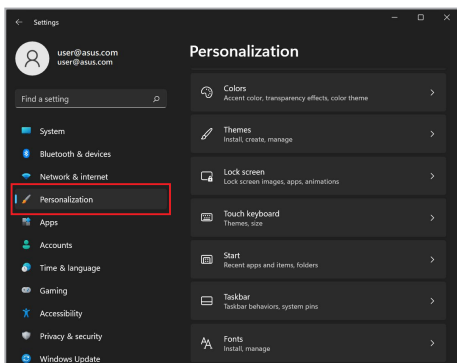 Settings
user@asus.com
user@asus.com
Find a setting
System
Bluetooth & devices
Network & internet
Personalization
Apps
Accounts
Time & language
Gaming
Accessibility
Privacy & security
Windows Update
Personalization
Colors
Accent color, transparency effects, color theme
Themes
Install, create, manage
Lock screen
Lock screen images, apps, animations
Touch keyboard
Themes, size
Start
Recent apps and items, folders
Taskbar
Taskbar behaviors, system pins
Fonts
Install, manage